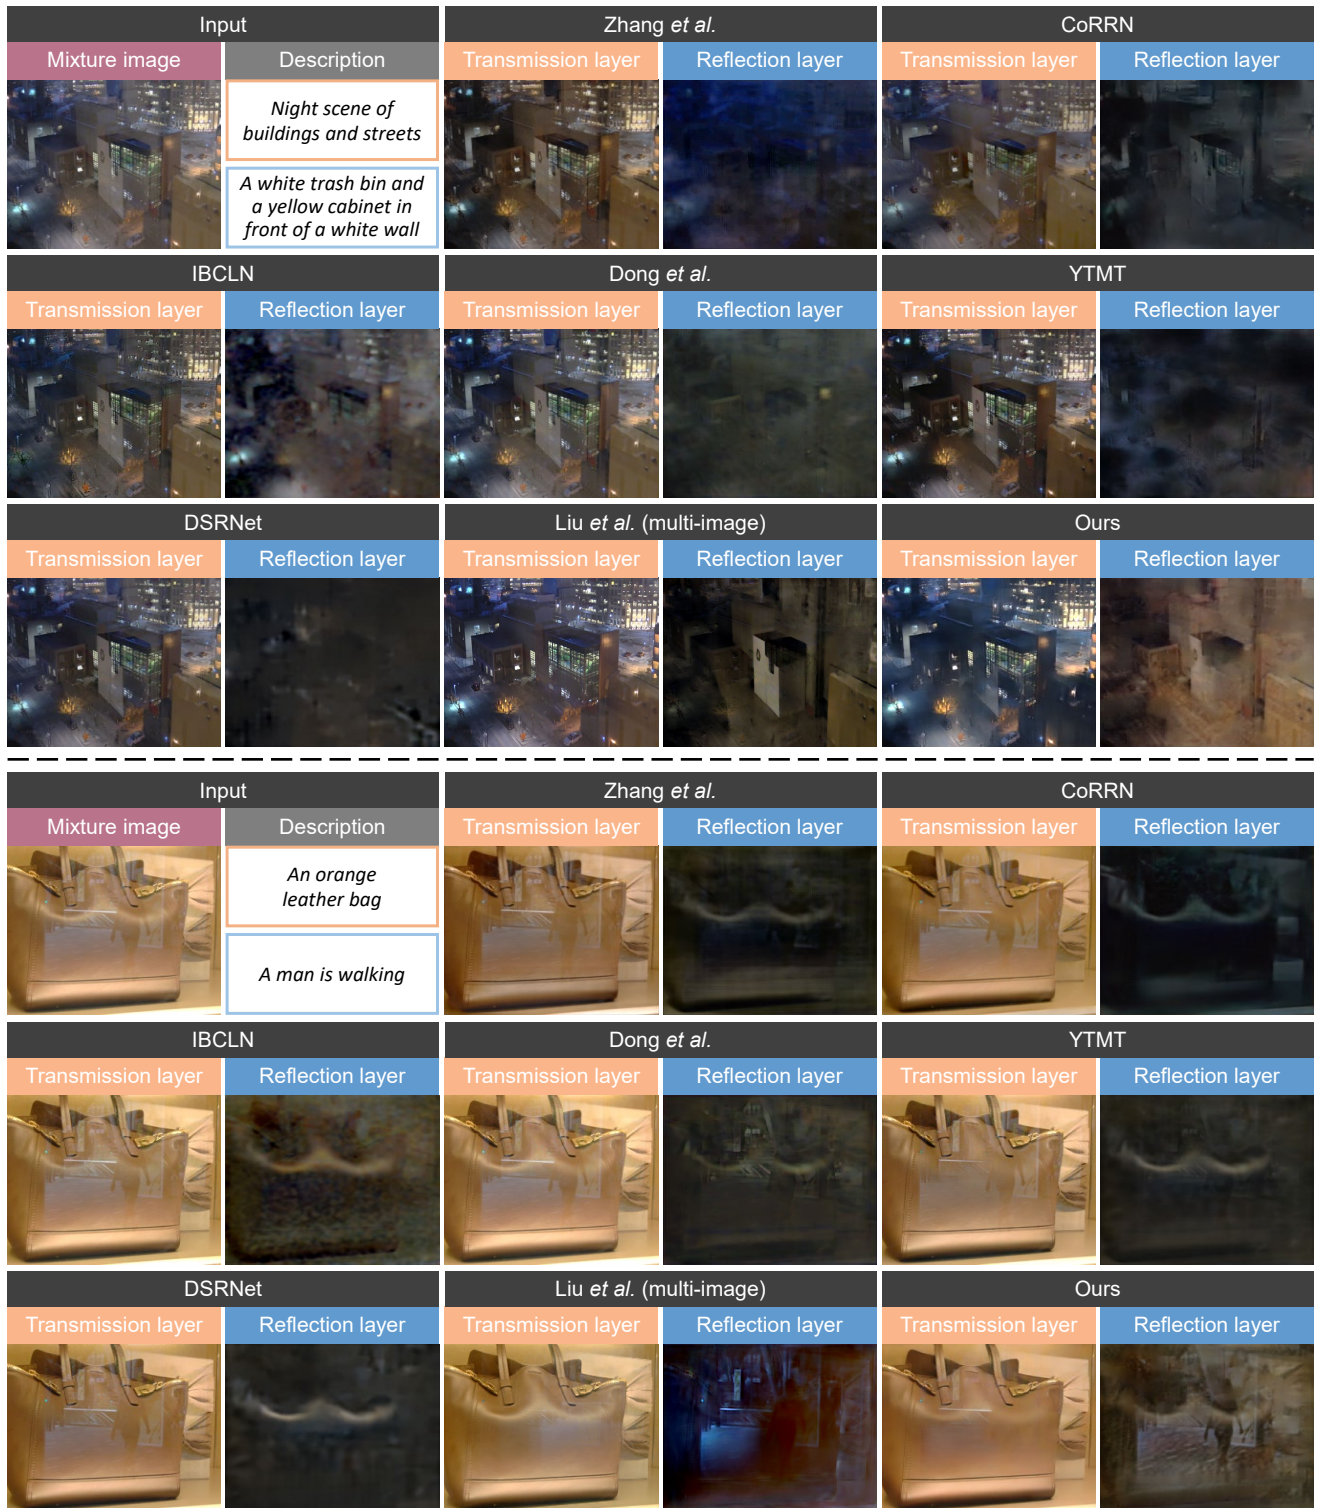 Input
Zhang et al.
CoRRN
Mixture image
Description
Transmission layer
Reflection layer
Transmission layer
Reflection layer
Night scene of
buildings and streets
A white trash bin and
a yellow cabinet in
front of a white wall
IBCLN
Dong et al.
YTMT
Transmission layer
Reflection layer
Transmission layer
Reflection layer
Transmission layer
Reflection layer
DSRNet
Liu et al. (multi-image)
Ours
Transmission layer
Reflection layer
Transmission layer
Reflection layer
Transmission layer
Reflection layer
Input
Zhang et al.
CoRRN
Mixture image
Description
Transmission layer
Reflection layer
Transmission layer
Reflection layer
An orange
leather bag
A man is walking
IBCLN
Dong et al.
YTMT
Transmission layer
Reflection layer
Transmission layer
Reflection layer
Transmission layer
Reflection layer
DSRNet
Liu et al. (multi-image)
Ours
Transmission layer
Reflection layer
Transmission layer
Reflection layer
Transmission layer
Reflection layer